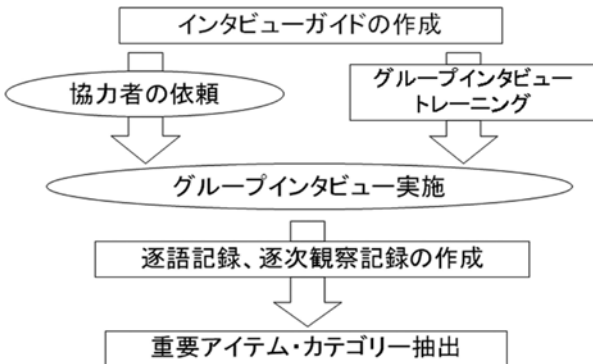 インタビューガイドの作成
協力者の依頼
グループインタビュー
トレーニング
グループインタビュー実施
逐語記録、逐次観察記録の作成
重要アイテム・カテゴリー抽出